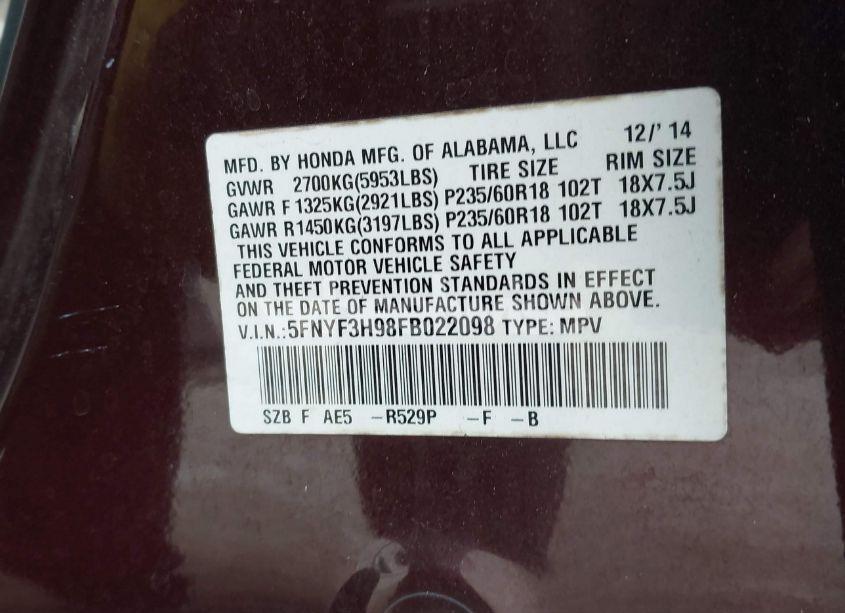 MFD. BY HONDA MFG. OF ALABAMA, LLC 12/' 14
GVWR 2700KG(5953LBS) TIRE SIZE RIM SIZE
GAWR F1325KG(2921LBS) P235/60R18 102T 18X7.5J
GAWR R1450KG(3197LBS) P235/60R18 102T 18X7.5J
THIS VEHICLE CONFORMS TO ALL APPLICABLE
FEDERAL MOTOR VEHICLE SAFETY
AND THEFT PREVENTION STANDARDS IN EFFECT
ON THE DATE OF MANUFACTURE SHOWN ABOVE.
V.I.N.:5FNYF3H98FB022098 TYPE: MPV
SZB F AE5 -R529P -F -B